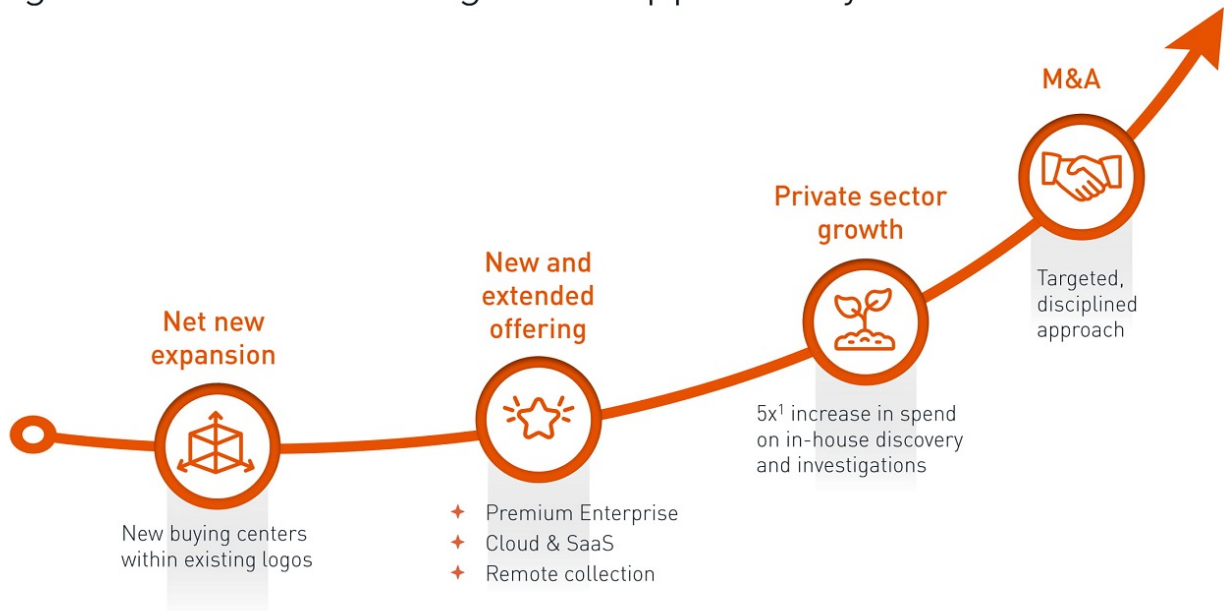 Net new
expansion
New buying centers
within existing logos
New and
extended
offering
Premium Enterprise
Cloud & SaaS
Remote collection
Private sector
growth
5x¹ increase in spend
on in-house discovery
and investigations
M&A
Targeted,
disciplined
approach